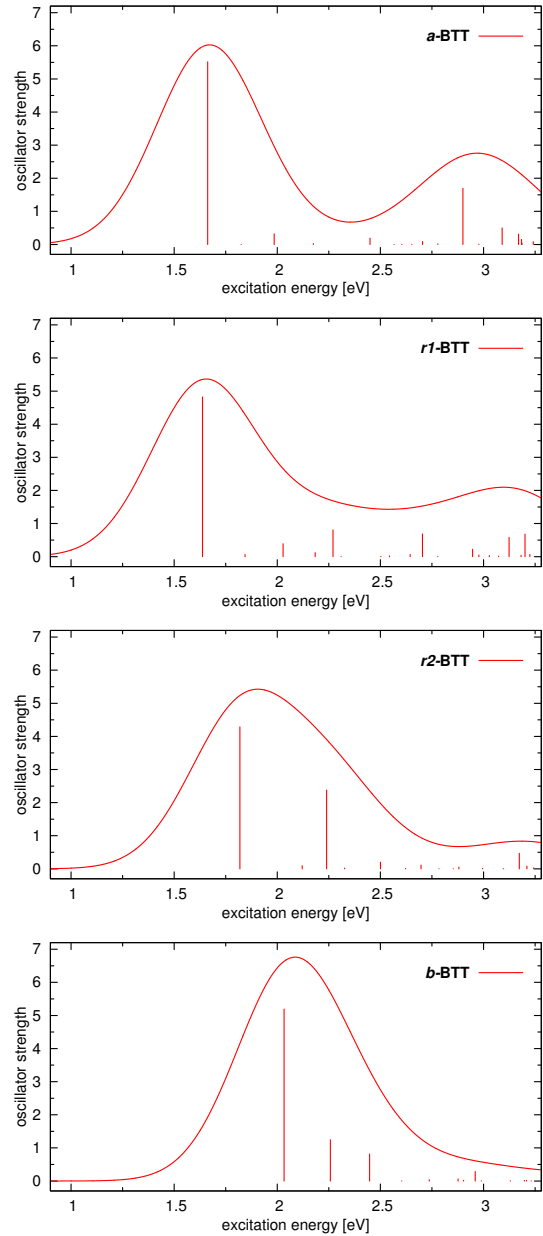 a-BTT
oscillator strength
7
6
5
4
3
2
1
0
1 1.5 2 2.5 3
excitation energy [eV]
r1-BTT
oscillator strength
7
6
5
4
3
2
1
0
1 1.5 2 2.5 3
excitation energy [eV]
r2-BTT
oscillator strength
7
6
5
4
3
2
1
0
1 1.5 2 2.5 3
excitation energy [eV]
b-BTT
oscillator strength
7
6
5
4
3
2
1
0
1 1.5 2 2.5 3
excitation energy [eV]